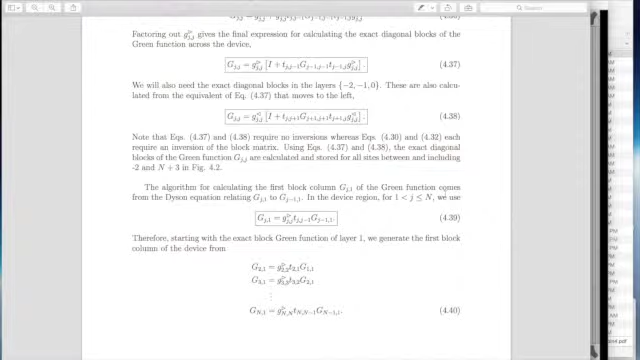 Factoring out g^≥_{j,j} gives the final expression for calculating the exact diagonal blocks of the
Green function across the device,
G_{j,j} = g^≥_{j,j} [I + t_{j,j-1}G_{j-1,j-1}t_{j-1,j}g^≥_{j,j}] . (4.37)
We will also need the exact diagonal blocks in the layers {−2, −1, 0}. These are also calcu-
lated from the equivalent of Eq. (4.37) that moves to the left,
G_{j,j} = g^≤_{j,j} [I + t_{j,j+1}G_{j+1,j+1}t_{j+1,j}g^≤_{j,j}] . (4.38)
Note that Eqs. (4.37) and (4.38) require no inversions whereas Eqs. (4.30) and (4.32) each
require an inversion of the block matrix. Using Eqs. (4.37) and (4.38), the exact diagonal
blocks of the Green function G_{j,j} are calculated and stored for all sites between and including
-2 and N + 3 in Fig. 4.2.
The algorithm for calculating the first block column G_{j,1} of the Green function comes
from the Dyson equation relating G_{j,1} to G_{j−1,1}. In the device region, for 1 < j ≤ N, we use
G_{j,1} = g^≥_{j,j}t_{j,j−1}G_{j−1,1}. (4.39)
Therefore, starting with the exact block Green function of layer 1, we generate the first block
column of the device from
G_{2,1} = g^≥_{2,2}t_{2,1}G_{1,1}
G_{3,1} = g^≥_{3,3}t_{3,2}G_{2,1}
⋮
G_{N,1} = g^≥_{N,N}t_{N,N−1}G_{N−1,1}. (4.40)
Search